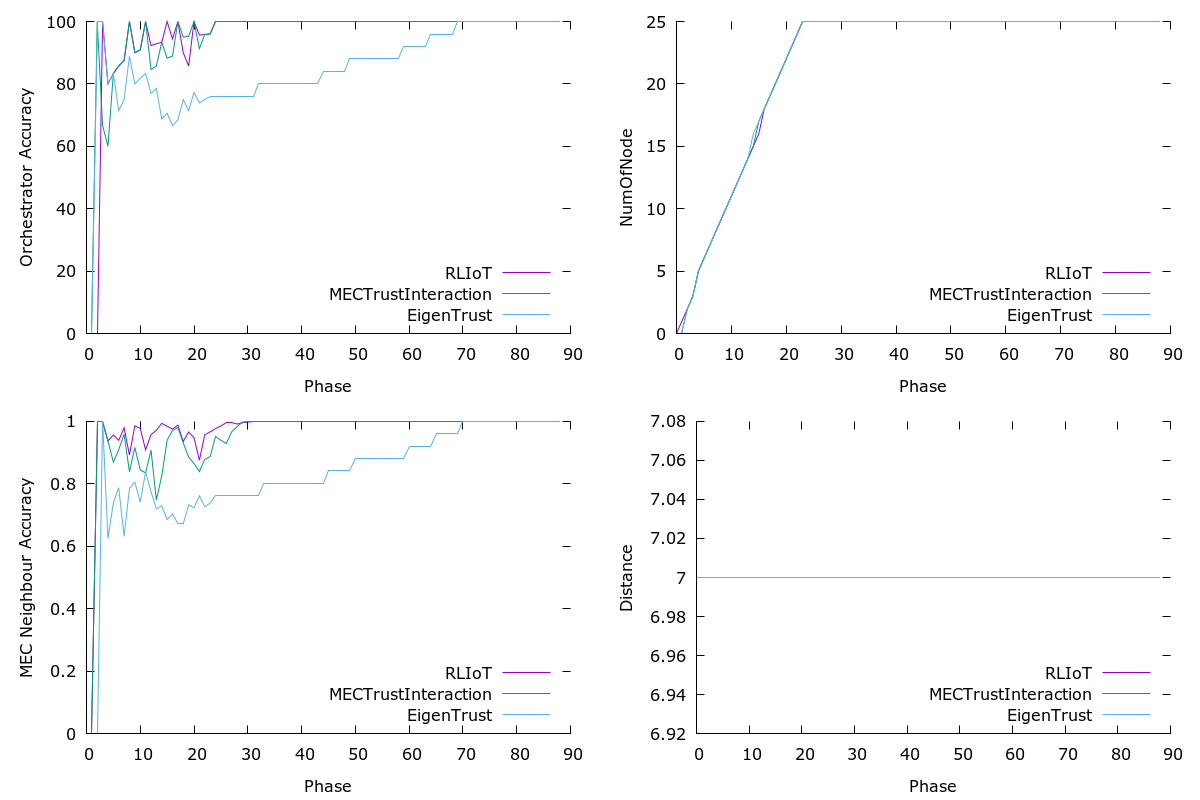 Orchestrator Accuracy
100
80
60
40
20
0
RLIoT
MECTrustInteraction
EigenTrust
0 10 20 30 40 50 60 70 80 90
Phase
NumOfNode
25
20
15
10
5
0
RLIoT
MECTrustInteraction
EigenTrust
0 10 20 30 40 50 60 70 80 90
Phase
MEC Neighbour Accuracy
1
0.8
0.6
0.4
0.2
0
RLIoT
MECTrustInteraction
EigenTrust
0 10 20 30 40 50 60 70 80 90
Phase
Distance
7.08
7.06
7.04
7.02
7
6.98
6.96
6.94
6.92
RLIoT
MECTrustInteraction
EigenTrust
0 10 20 30 40 50 60 70 80 90
Phase